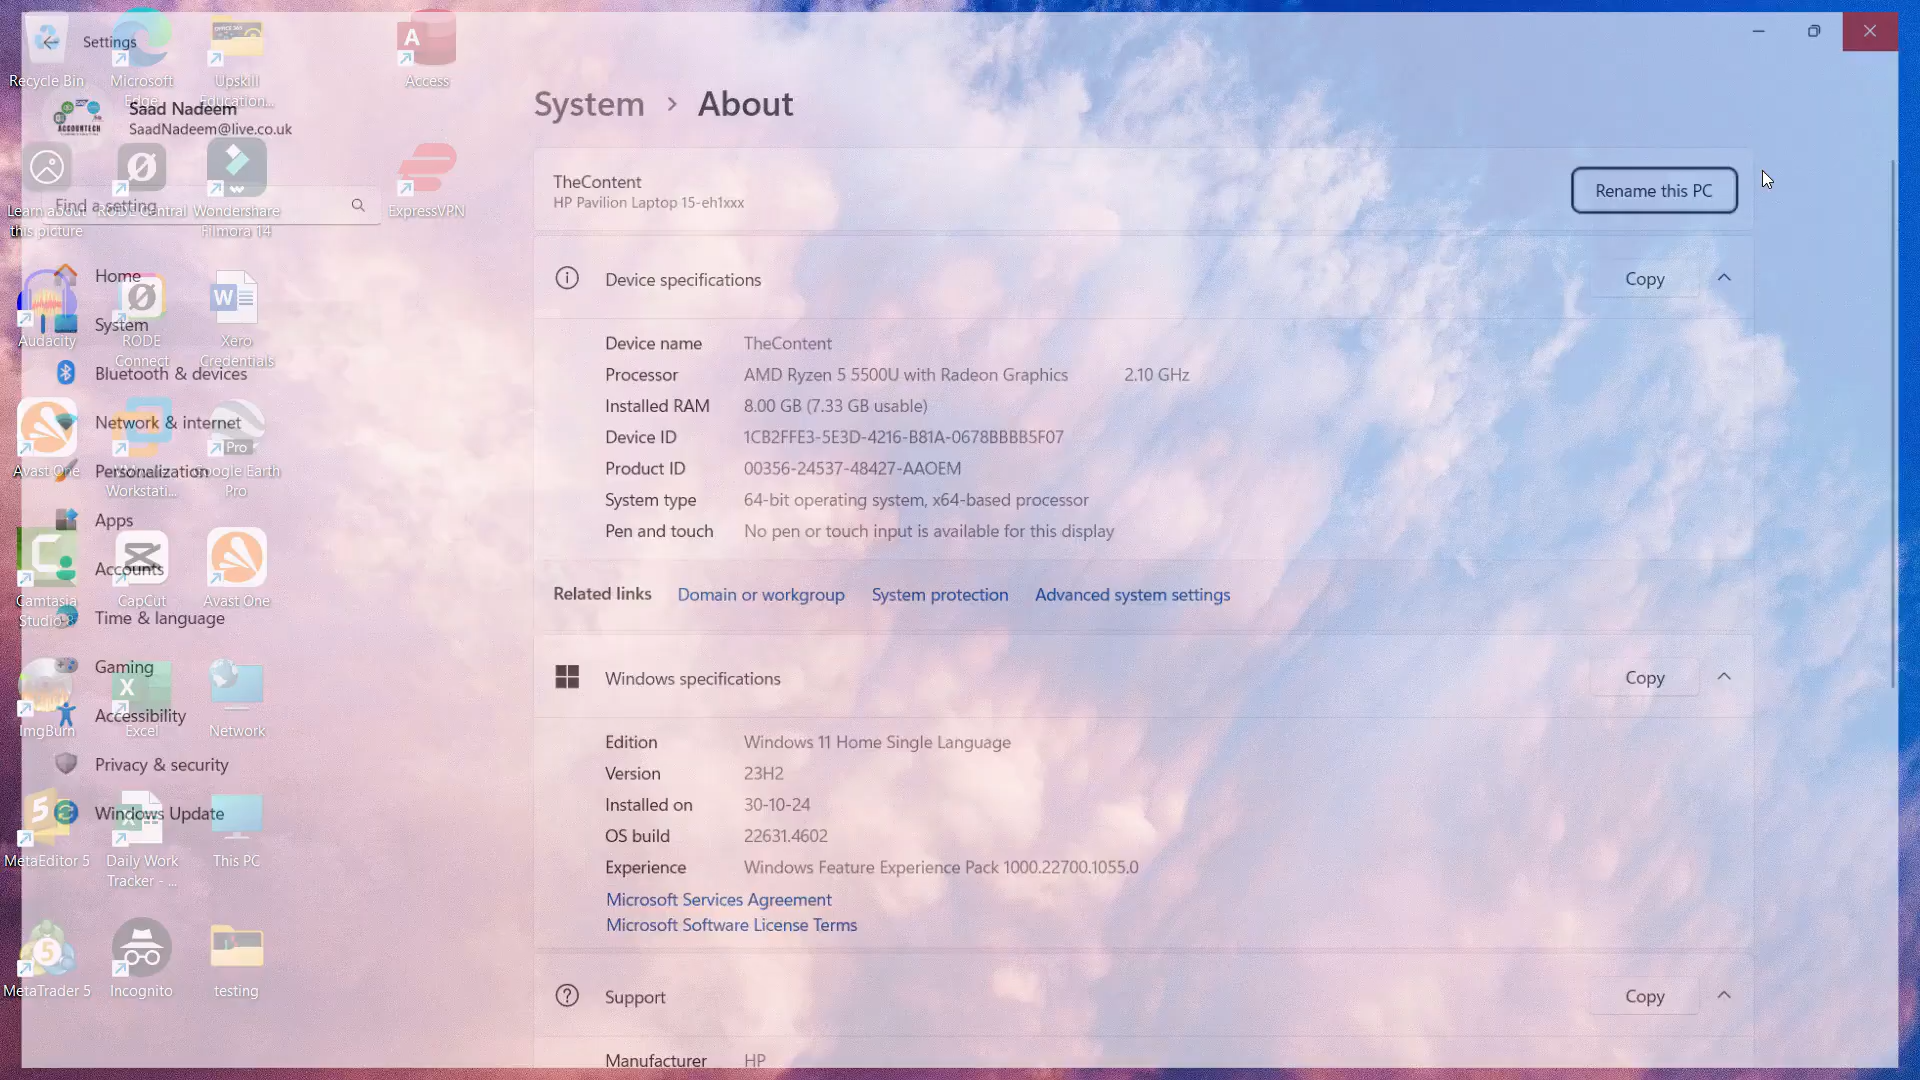 Settings
Saad Nadeem
SaadNadeem@live.co.uk
Find a setting
Home
System
Bluetooth & devices
Network & internet
Personalization
Apps
Accounts
Time & language
Gaming
Accessibility
Privacy & security
Windows Update
Recycle Bin
Microsoft Edge
Upskill Education...
Access
Learn about this picture
RODE Central
Wondershare Filmora 14
ExpressVPN
Audacity
RODE Connect
Xero Credentials
Avast One
Workstati...
Google Earth Pro
Camtasia Studio 8
CapCut
Avast One
ImgBurn
Excel
Network
MetaEditor 5
Daily Work Tracker - ...
This PC
MetaTrader 5
Incognito
testing
ACCOUNTECH
Pro
System > About
TheContent
HP Pavilion Laptop 15-eh1xxx
Rename this PC
Device specifications
Copy
Device name TheContent
Processor AMD Ryzen 5 5500U with Radeon Graphics 2.10 GHz
Installed RAM 8.00 GB (7.33 GB usable)
Device ID 1CB2FFE3-5E3D-4216-B81A-0678BBBB5F07
Product ID 00356-24537-48427-AAOEM
System type 64-bit operating system, x64-based processor
Pen and touch No pen or touch input is available for this display
Related links Domain or workgroup System protection Advanced system settings
Windows specifications
Copy
Edition Windows 11 Home Single Language
Version 23H2
Installed on 30-10-24
OS build 22631.4602
Experience Windows Feature Experience Pack 1000.22700.1055.0
Microsoft Services Agreement
Microsoft Software License Terms
Support
Copy
Manufacturer HP